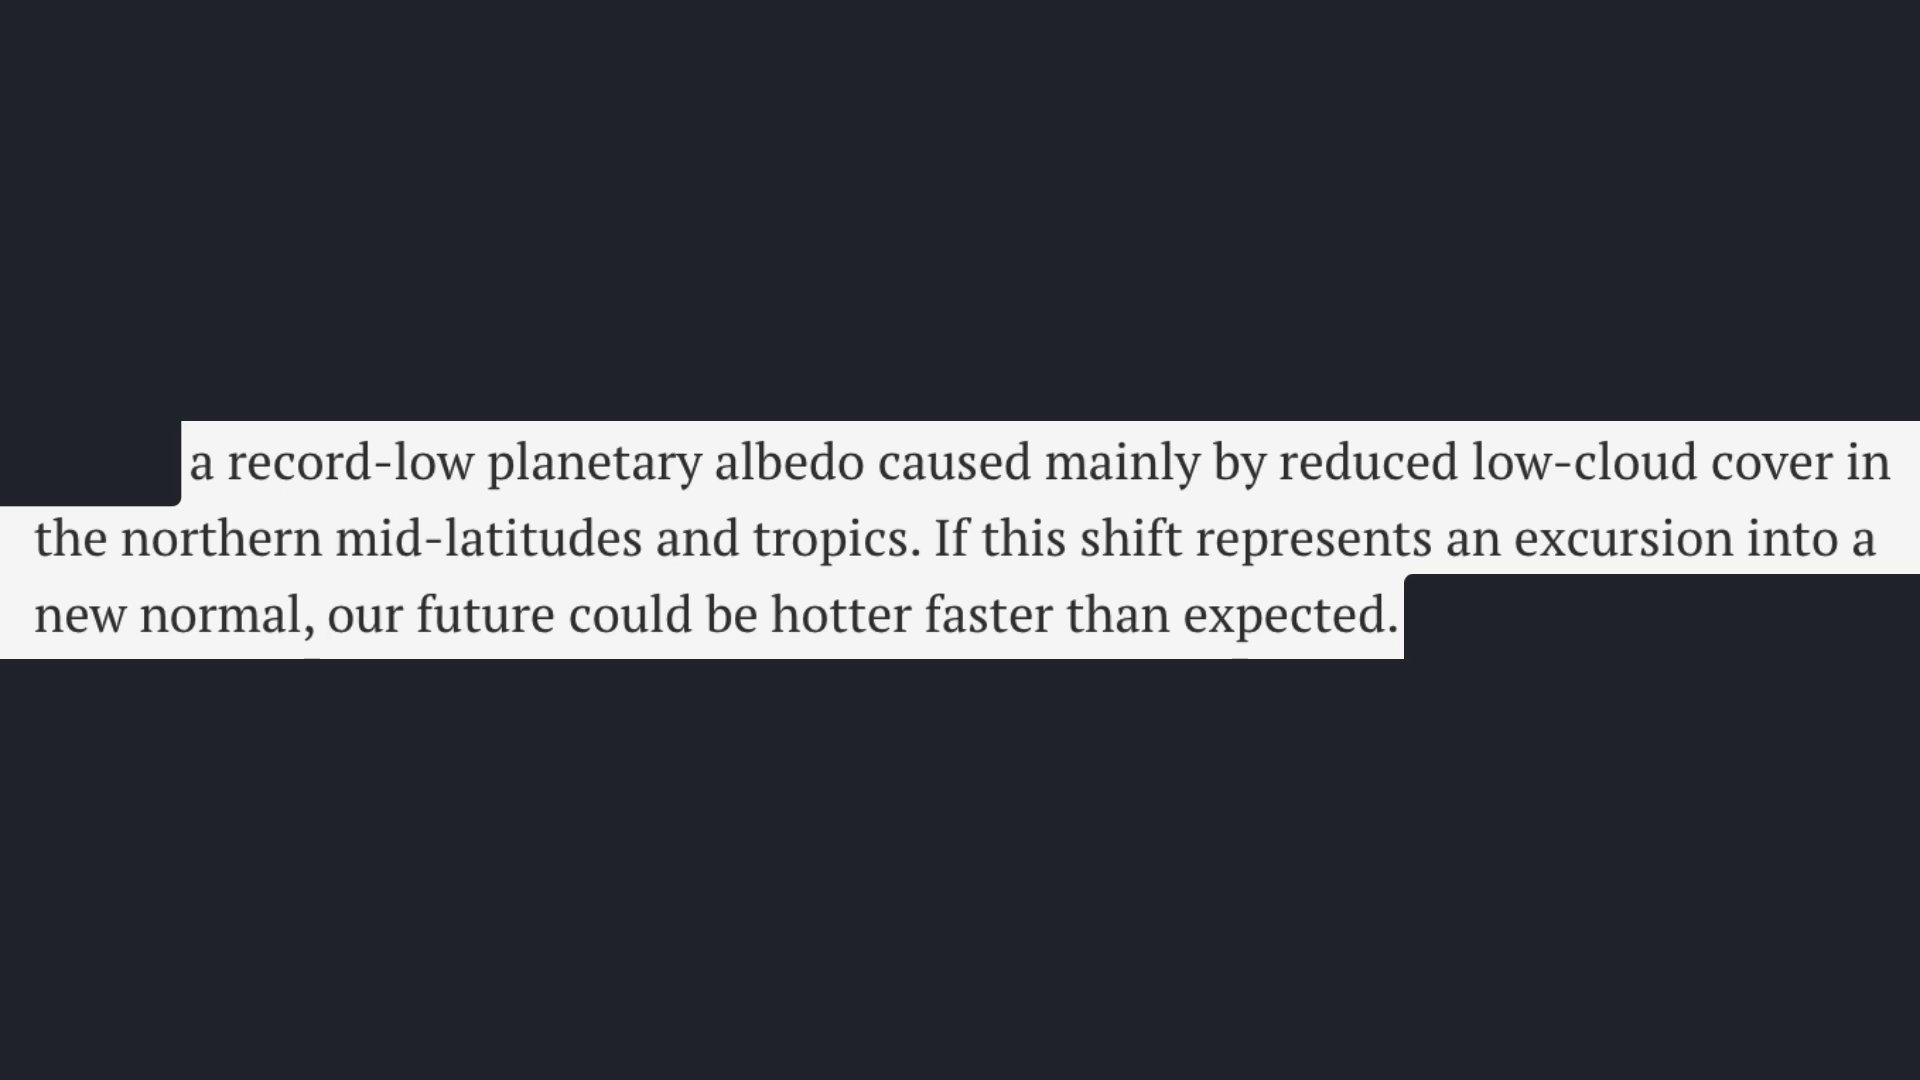 a record-low planetary albedo caused mainly by reduced low-cloud cover in
the northern mid-latitudes and tropics. If this shift represents an excursion into a
new normal, our future could be hotter faster than expected.